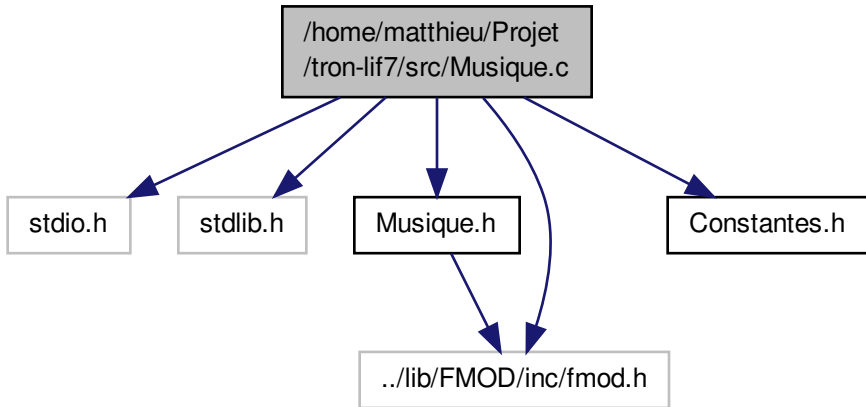 /home/matthieu/Projet
/tron-lif7/src/Musique.c
stdio.h
stdlib.h
Musique.h
Constantes.h
../lib/FMOD/inc/fmod.h